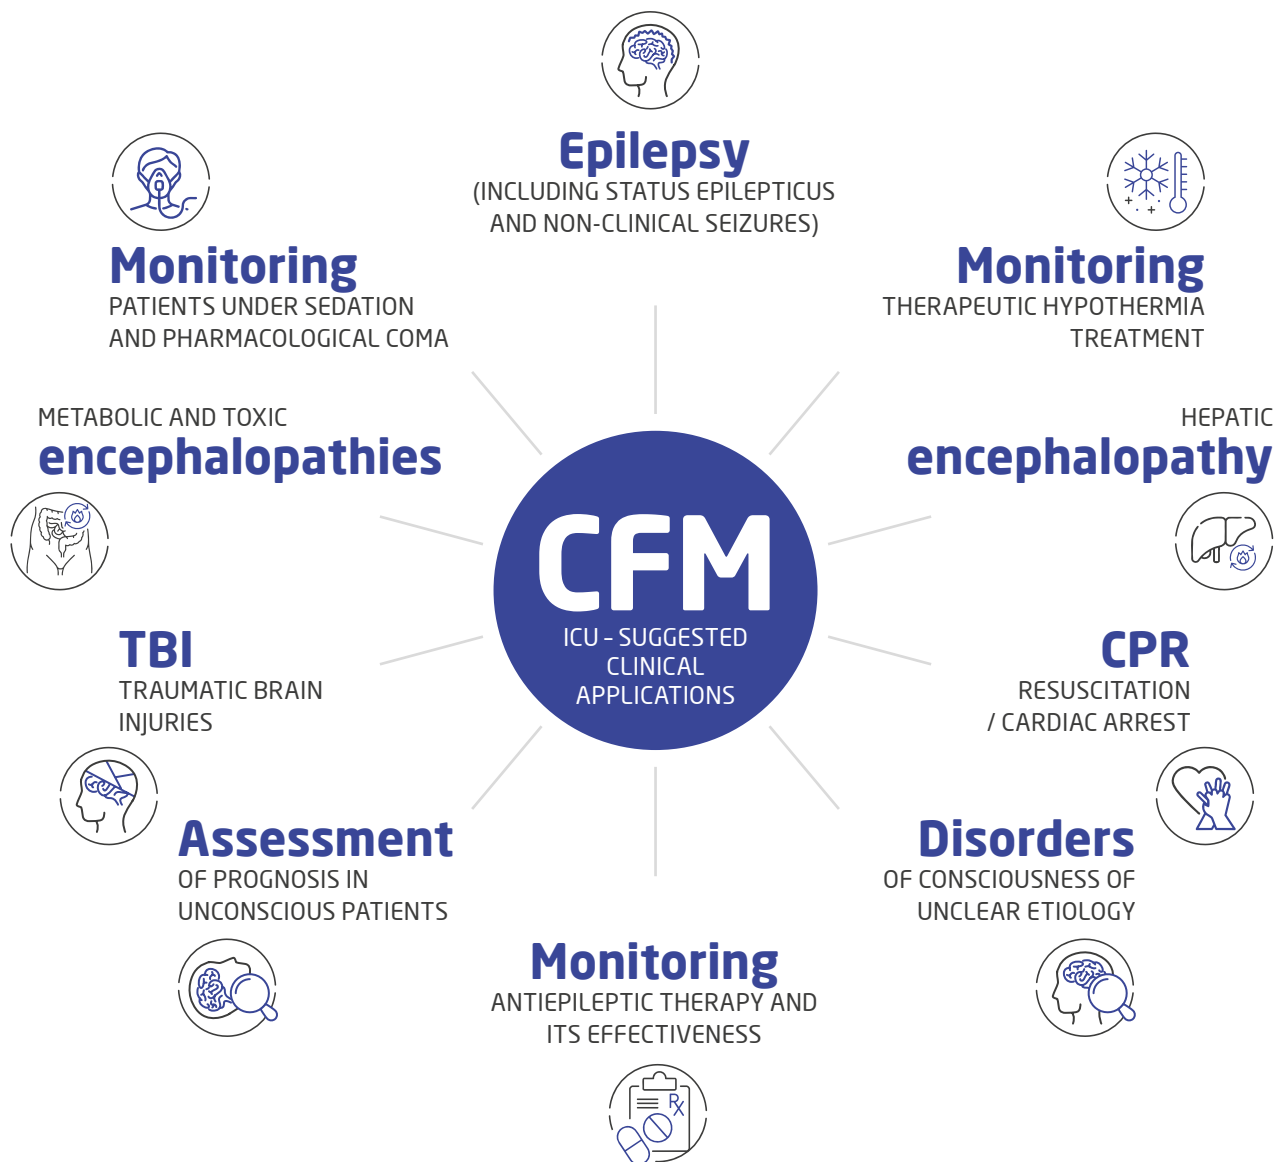 Epilepsy
(INCLUDING STATUS EPILEPTICUS
AND NON-CLINICAL SEIZURES)
Monitoring
PATIENTS UNDER SEDATION
AND PHARMACOLOGICAL COMA
Monitoring
THERAPEUTIC HYPOTHERMIA
TREATMENT
METABOLIC AND TOXIC
encephalopathies
HEPATIC
encephalopathy
CFM
ICU – SUGGESTED
CLINICAL
APPLICATIONS
TBI
TRAUMATIC BRAIN
INJURIES
CPR
RESUSCITATION
/ CARDIAC ARREST
Assessment
OF PROGNOSIS IN
UNCONSCIOUS PATIENTS
Disorders
OF CONSCIOUSNESS OF
UNCLEAR ETIOLOGY
Monitoring
ANTIEPILEPTIC THERAPY AND
ITS EFFECTIVENESS
RX